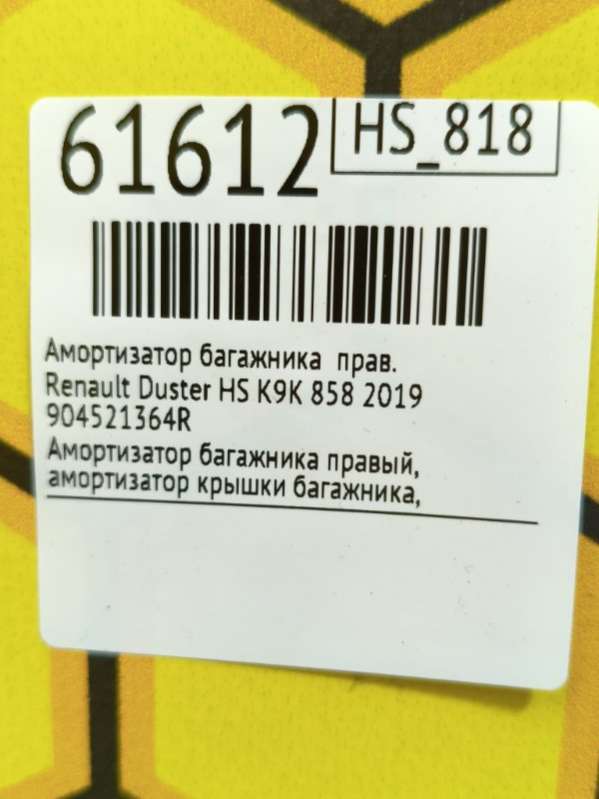 61612
HS_818
Амортизатор багажника прав.
Renault Duster HS K9K 858 2019
904521364R
Амортизатор багажника правый,
амортизатор крышки багажника,